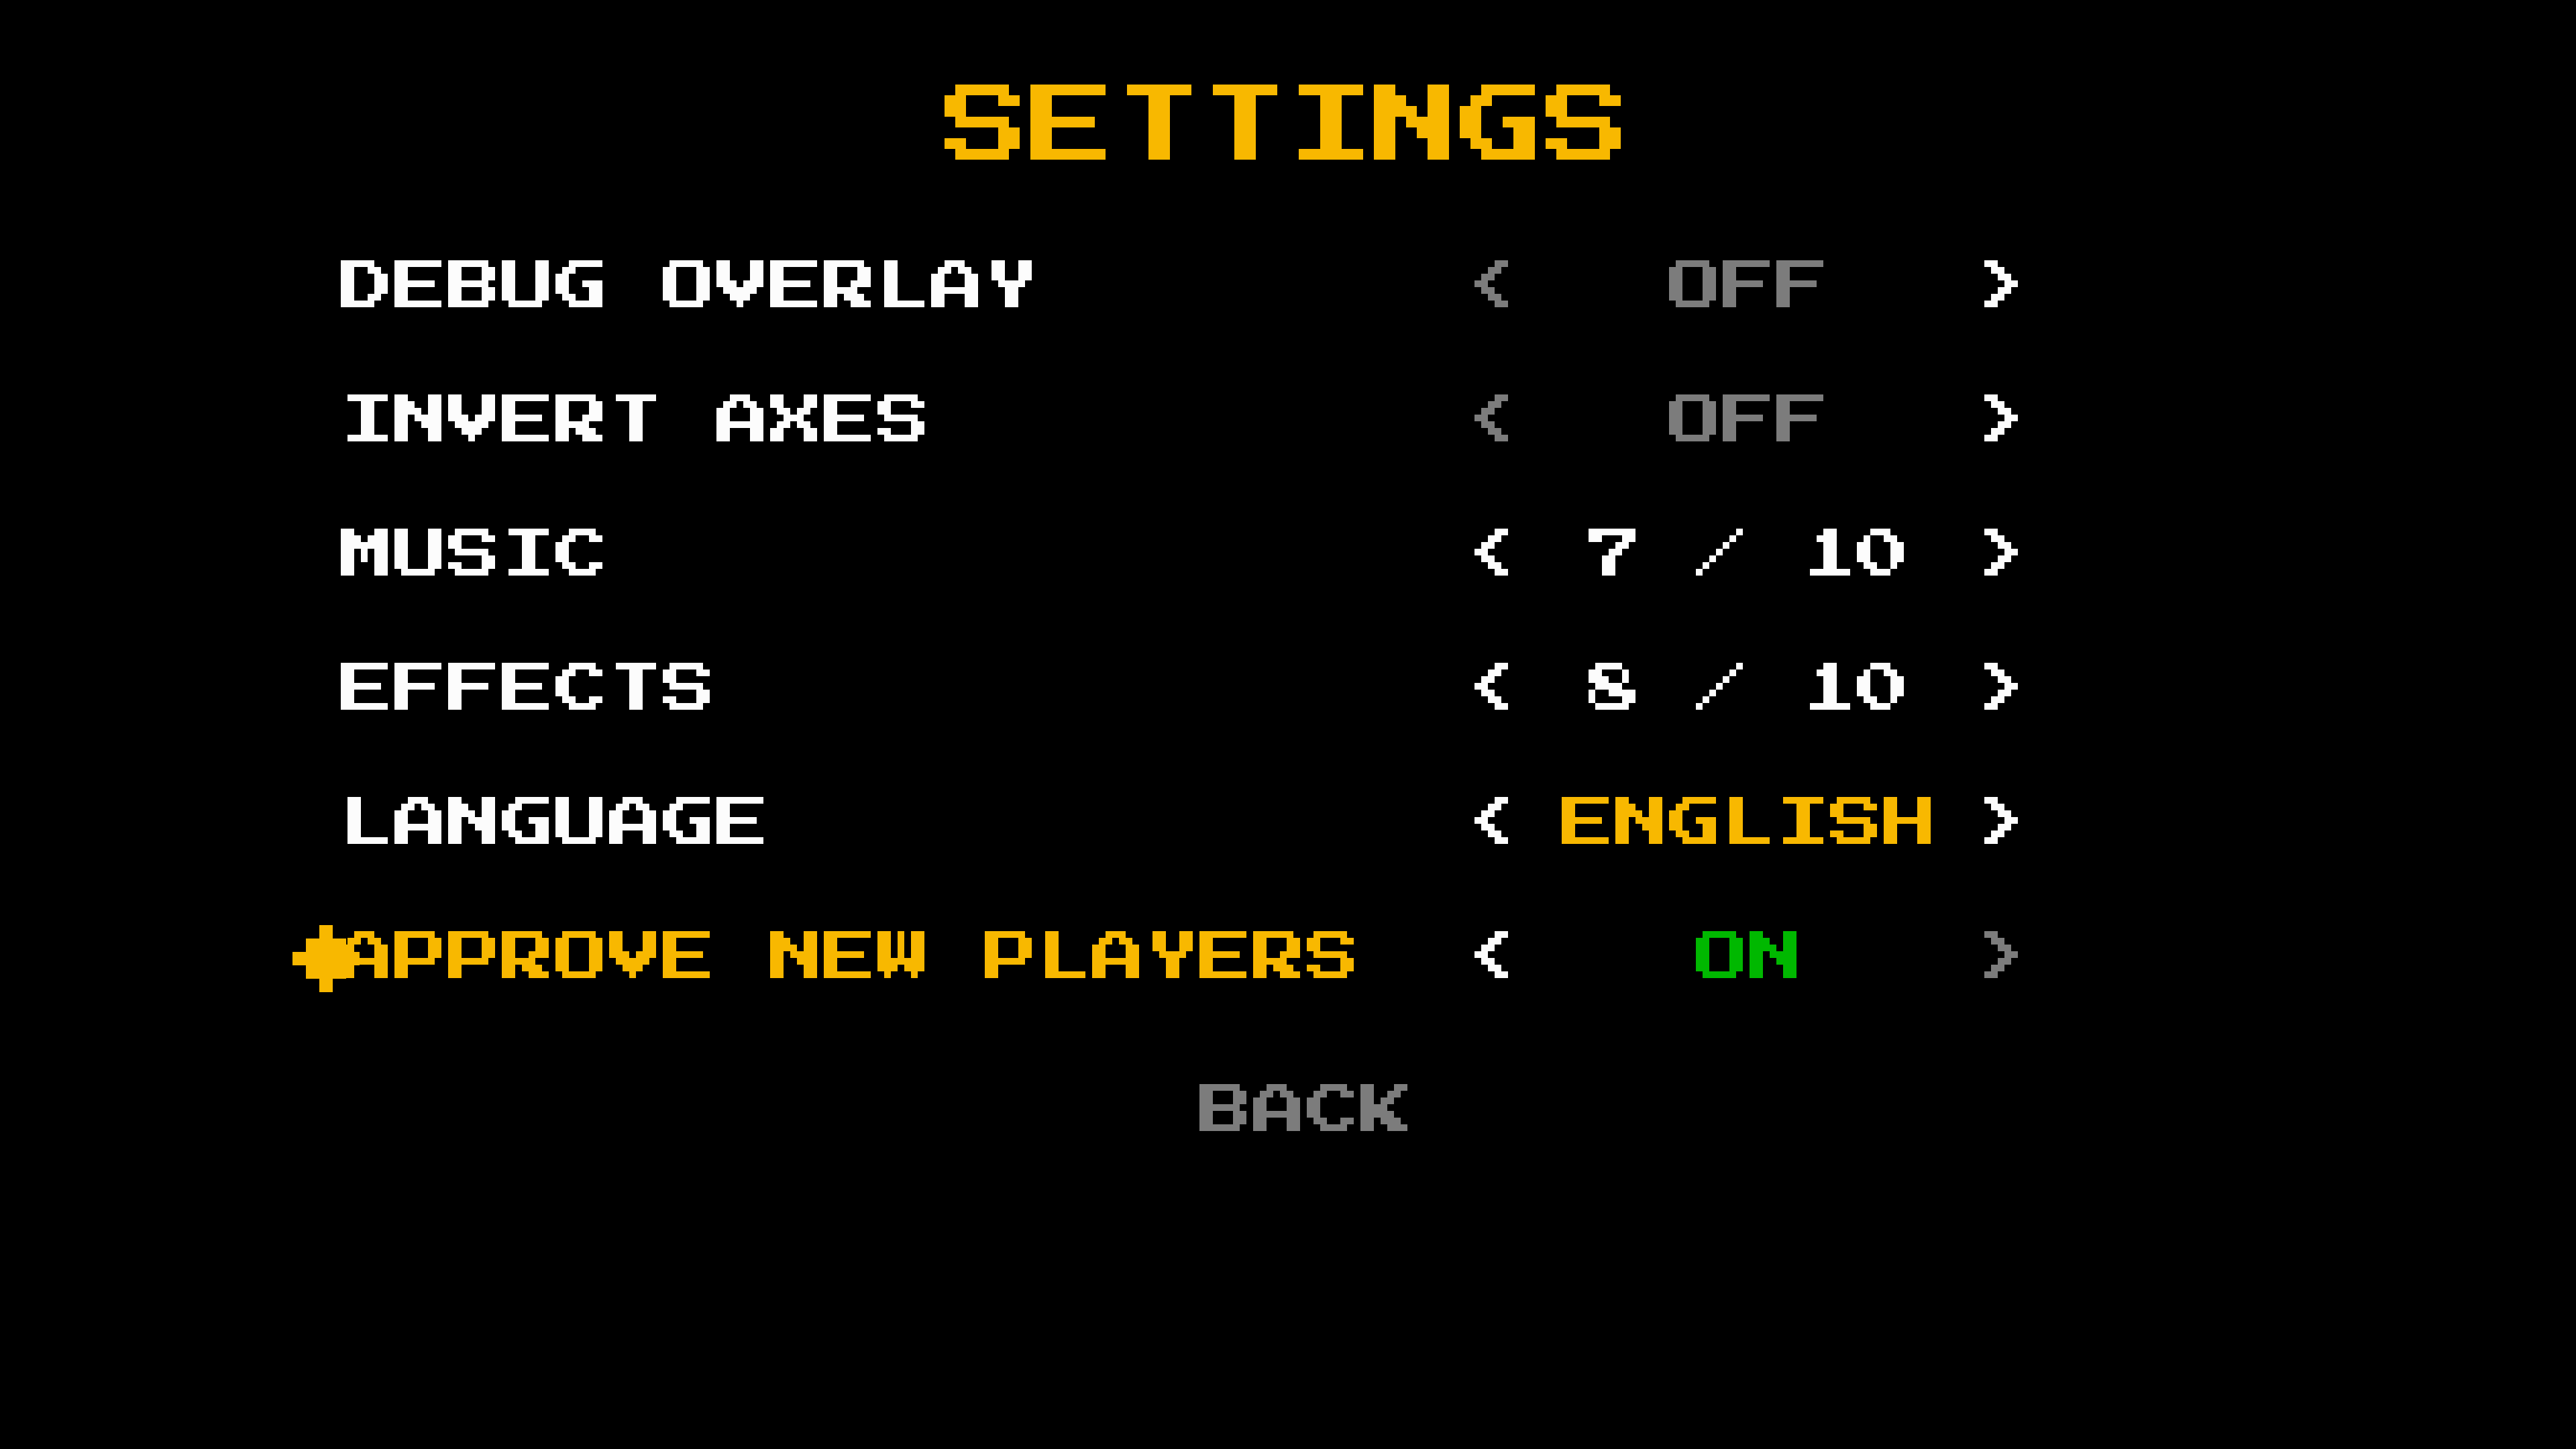 SETTINGS
DEBUG OVERLAY < OFF >
INVERT AXES < OFF >
MUSIC < 7 / 10 >
EFFECTS < 8 / 10 >
LANGUAGE < ENGLISH >
APPROVE NEW PLAYERS < ON >
BACK